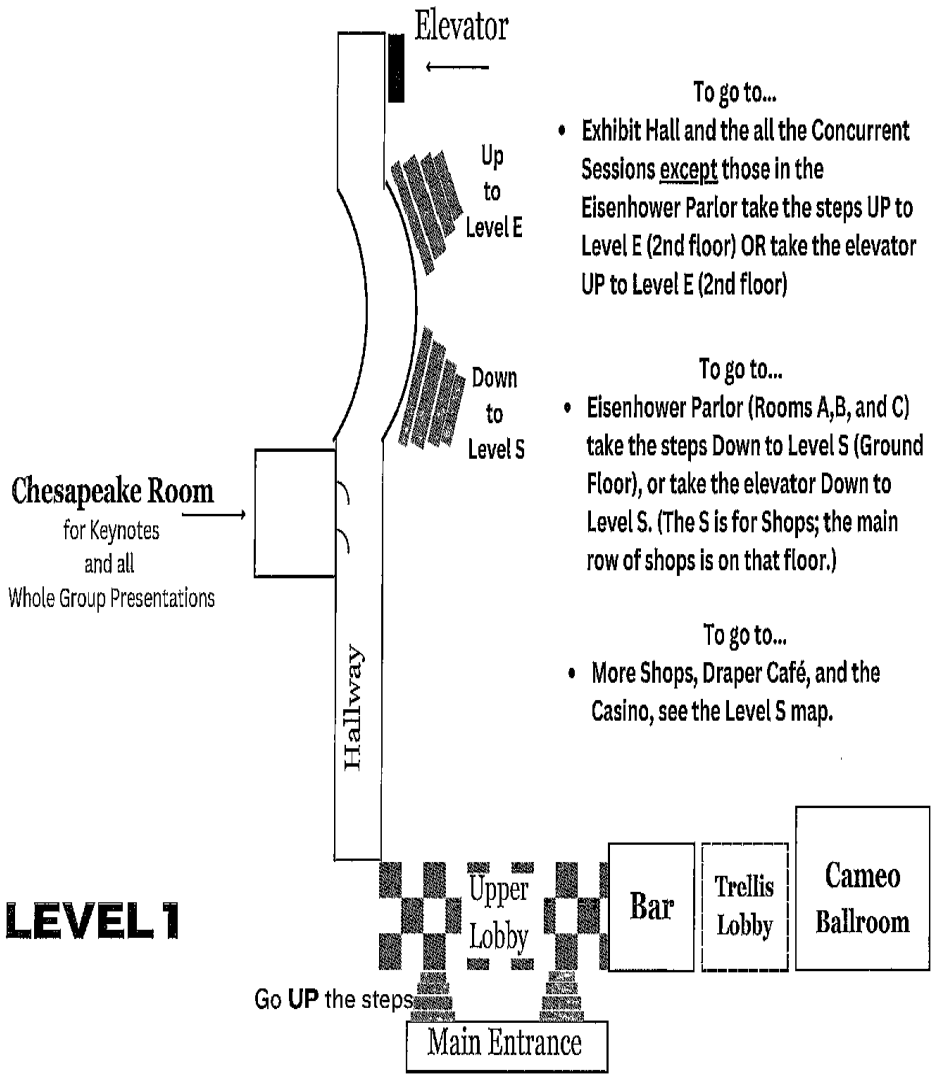 Elevator
Up
to
Level E
To go to...
• Exhibit Hall and the all the Concurrent
Sessions except those in the
Eisenhower Parlor take the steps UP to
Level E (2nd floor) OR take the elevator
UP to Level E (2nd floor)
Down
to
Level S
To go to...
• Eisenhower Parlor (Rooms A,B, and C)
take the steps Down to Level S (Ground
Floor), or take the elevator Down to
Level S. (The S is for Shops; the main
row of shops is on that floor.)
Chesapeake Room
for Keynotes
and all
Whole Group Presentations
To go to...
• More Shops, Draper Café, and the
Casino, see the Level S map.
Hallway
LEVEL 1
Upper
Lobby
Bar
Trellis
Lobby
Cameo
Ballroom
Go UP the steps
Main Entrance